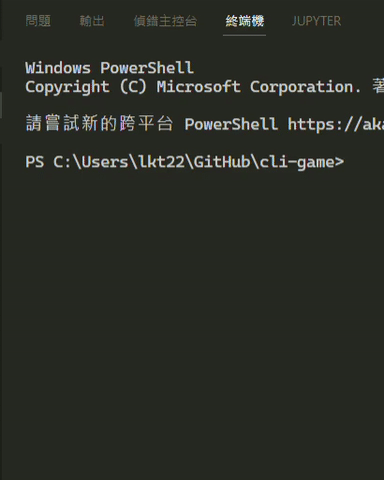 問題 輸出 偵錯主控台 終端機 JUPYTER
Windows PowerShell
Copyright (C) Microsoft Corporation. 著
請嘗試新的跨平台 PowerShell https://aka
PS C:\Users\lkt22\GitHub\cli-game>